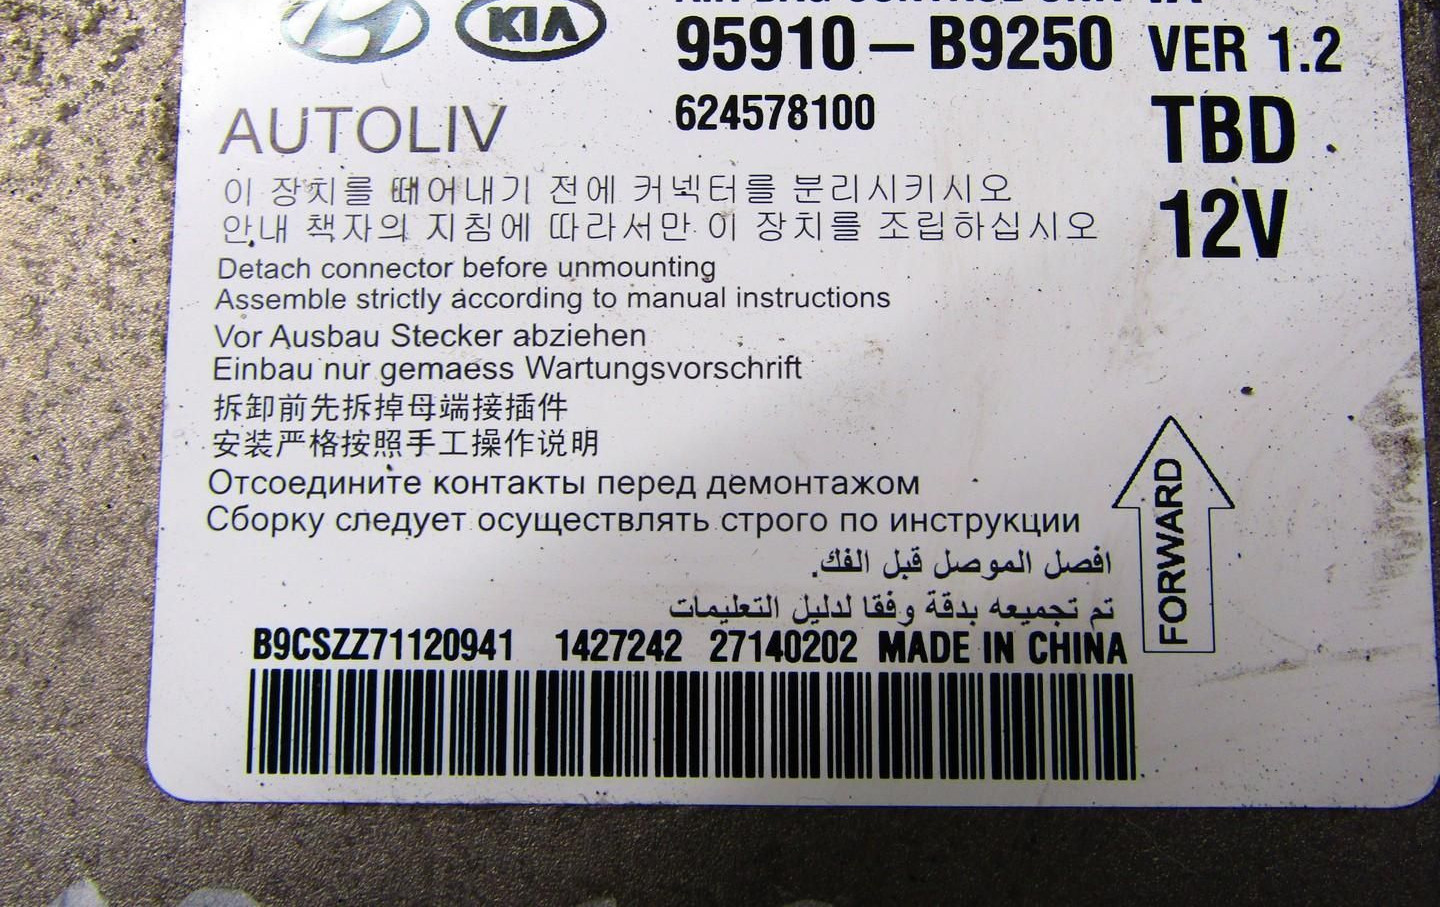 KIA
95910-B9250 VER 1.2
624578100
TBD
12V
AUTOLIV
이 장치를 떼어내기 전에 커넥터를 분리시키시오
안내 책자의 지침에 따라서만 이 장치를 조립하십시오
Detach connector before unmounting
Assemble strictly according to manual instructions
Vor Ausbau Stecker abziehen
Einbau nur gemaess Wartungsvorschrift
拆卸前先拆掉母端接插件
安装严格按照手工操作说明
Отсоедините контакты перед демонтажом
Сборку следует осуществлять строго по инструкции
افصل الموصل قبل الفك.
تم تجميعه بدقة وفقا لدليل التعليمات
FORWARD
B9CSZZ71120941 1427242 27140202 MADE IN CHINA